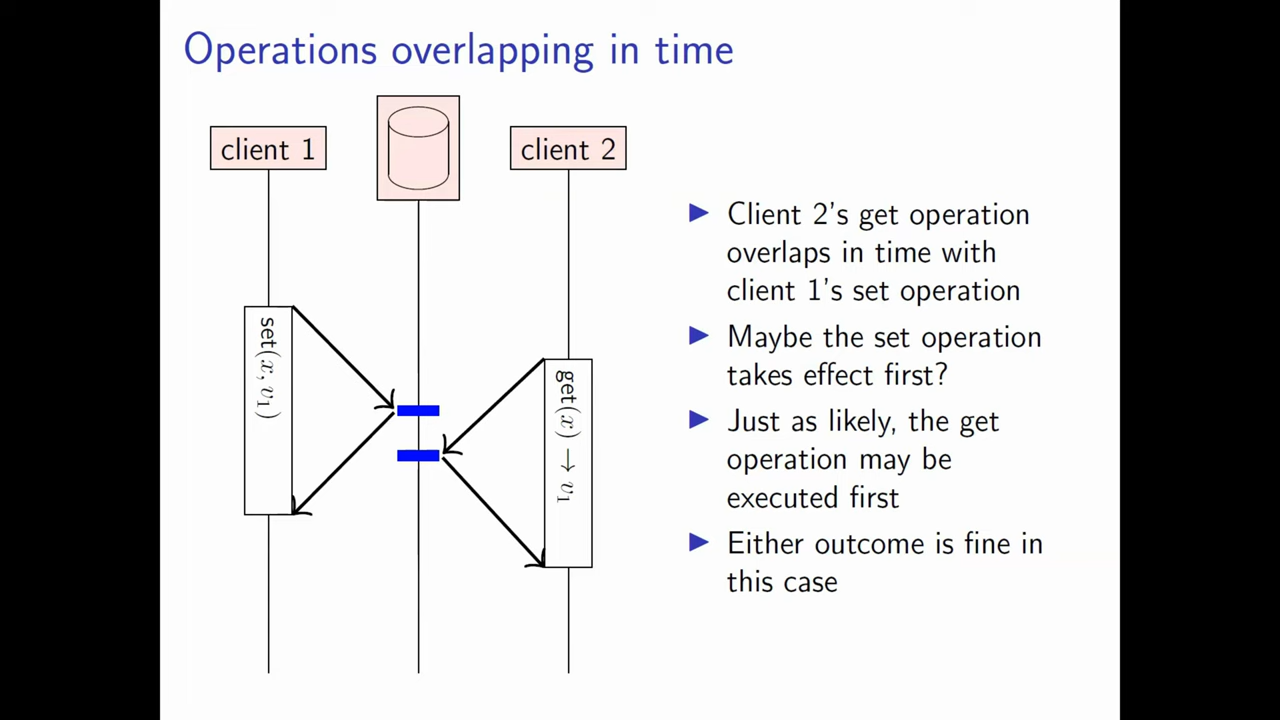 Operations overlapping in time
client 1
client 2
set(x, v₁)
get(x) → v₁
▶ Client 2's get operation
overlaps in time with
client 1's set operation
▶ Maybe the set operation
takes effect first?
▶ Just as likely, the get
operation may be
executed first
▶ Either outcome is fine in
this case